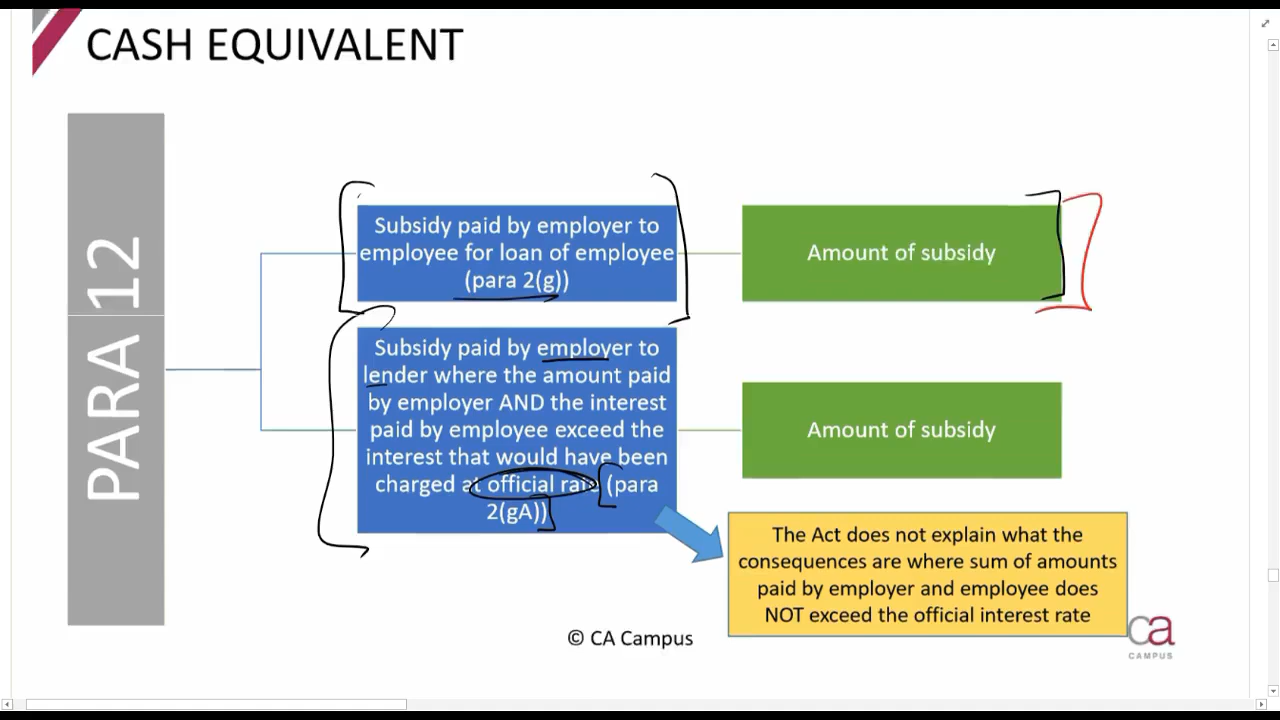 CASH EQUIVALENT
PARA 12
Subsidy paid by employer to
employee for loan of employee
(para 2(g))
Amount of subsidy
Subsidy paid by employer to
lender where the amount paid
by employer AND the interest
paid by employee exceed the
interest that would have been
charged at official rate (para
2(gA))
Amount of subsidy
The Act does not explain what the
consequences are where sum of amounts
paid by employer and employee does
NOT exceed the official interest rate
© CA Campus
ca
CAMPUS